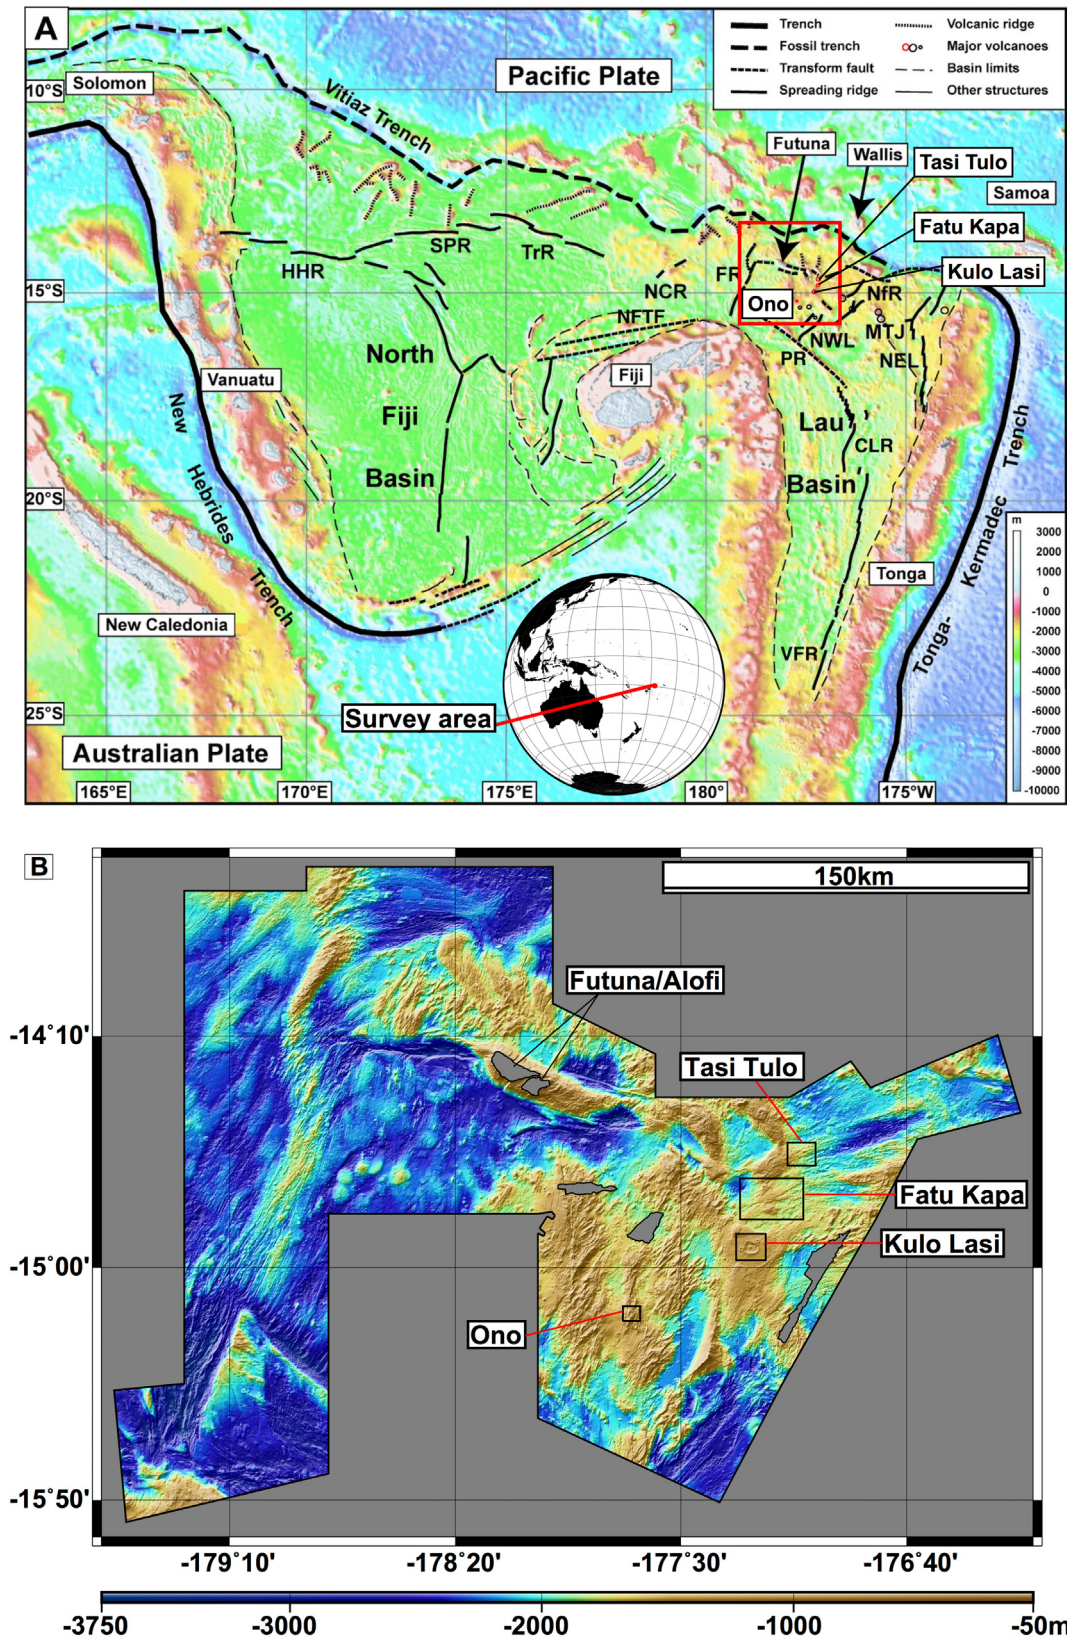 A
Trench
Fossil trench
Transform fault
Spreading ridge
Volcanic ridge
Major volcanoes
Basin limits
Other structures
Pacific Plate
Solomon
10°S
Vitiaz Trench
Futuna
Wallis
Tasi Tulo
Samoa
Fatu Kapa
Kulo Lasi
SPR
TrR
HHR
FR
15°S
NCR
Ono
NfR
NFTF
MTJ
NWL
PR
NEL
North
Fiji
Basin
Vanuatu
Fiji
Lau
Basin
CLR
New
Hebrides
Trench
20°S
Tonga-
Kermadec
Trench
m
3000
2000
1000
0
-1000
-2000
-3000
-4000
-5000
-6000
-7000
-8000
-9000
-10000
Tonga
New Caledonia
VFR
Survey area
25°S
Australian Plate
165°E
170°E
175°E
180°
175°W
B
150km
Futuna/Alofi
-14°10'
Tasi Tulo
Fatu Kapa
Kulo Lasi
-15°00'
Ono
-15°50'
-179°10'
-178°20'
-177°30'
-176°40'
-3750
-3000
-2000
-1000
-50m